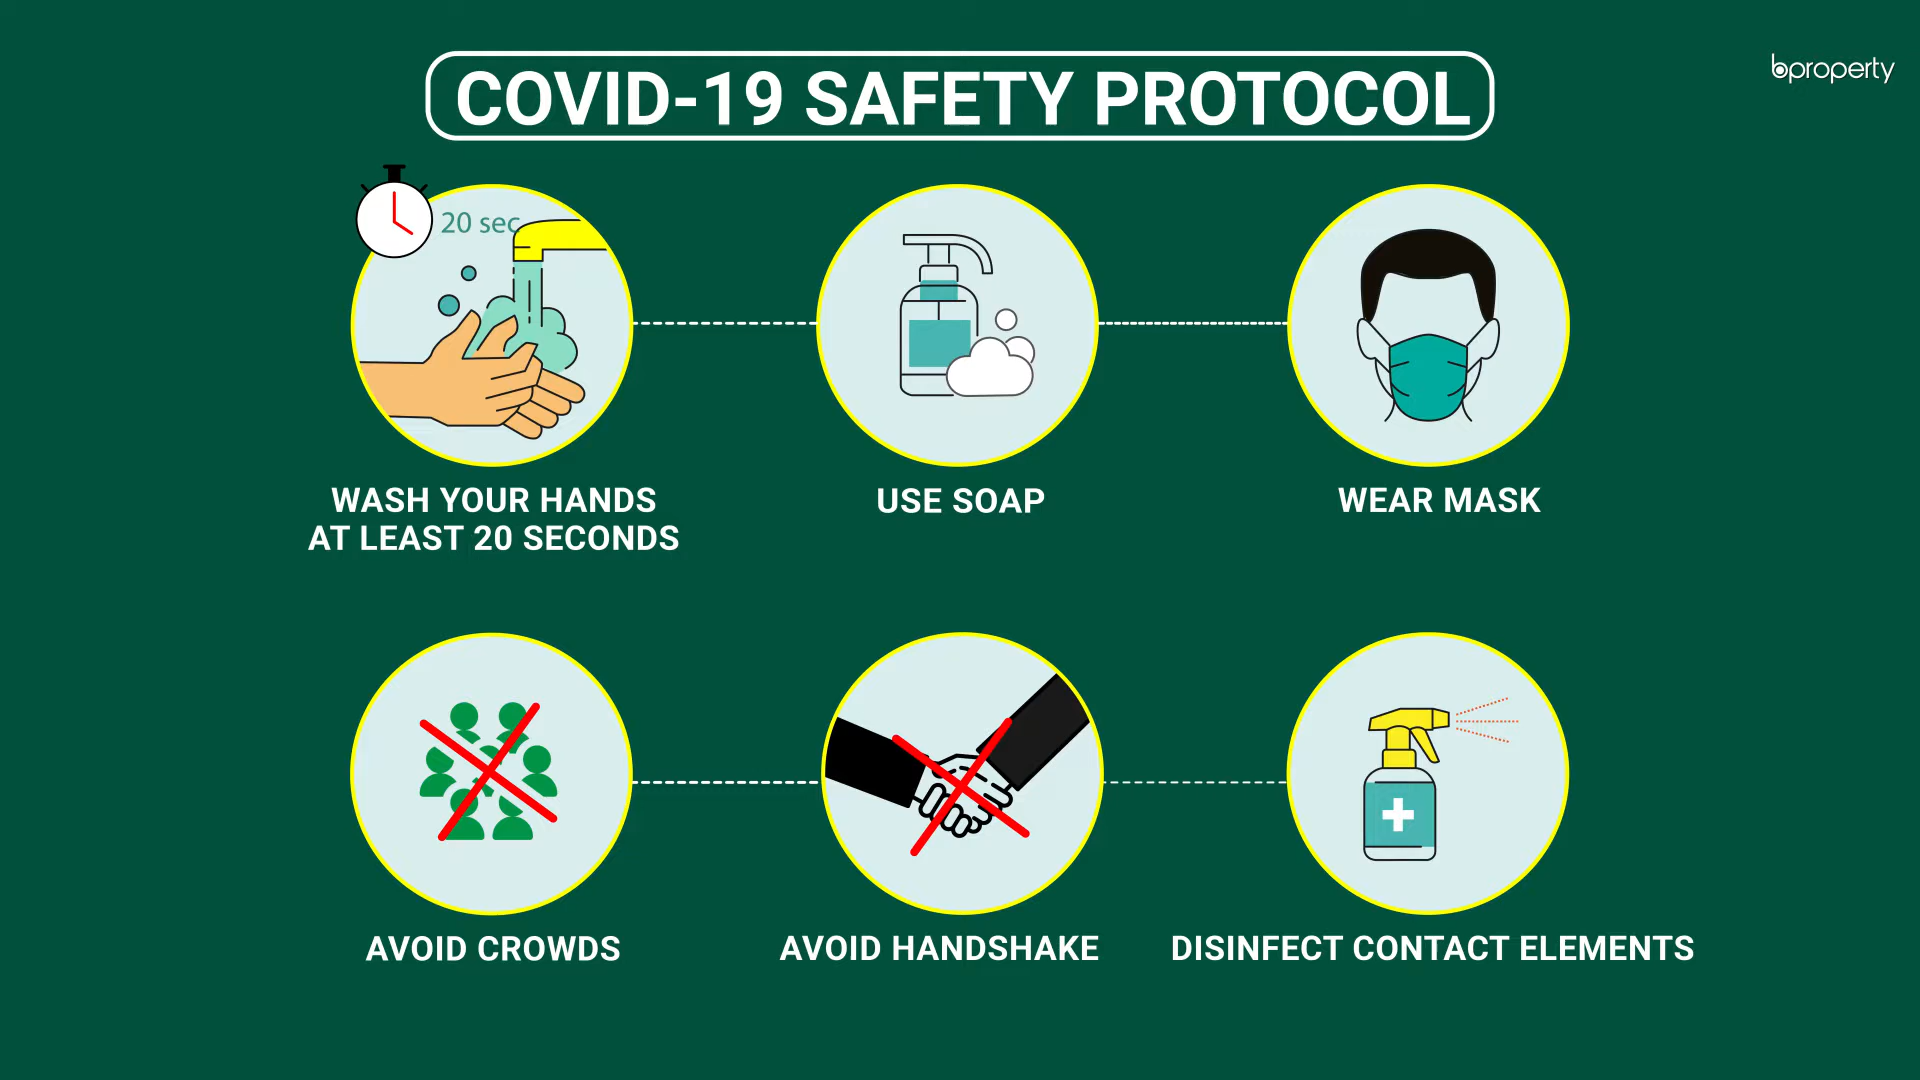 COVID-19 SAFETY PROTOCOL
bproperty
20 sec
WASH YOUR HANDS
AT LEAST 20 SECONDS
USE SOAP
WEAR MASK
AVOID CROWDS
AVOID HANDSHAKE
DISINFECT CONTACT ELEMENTS